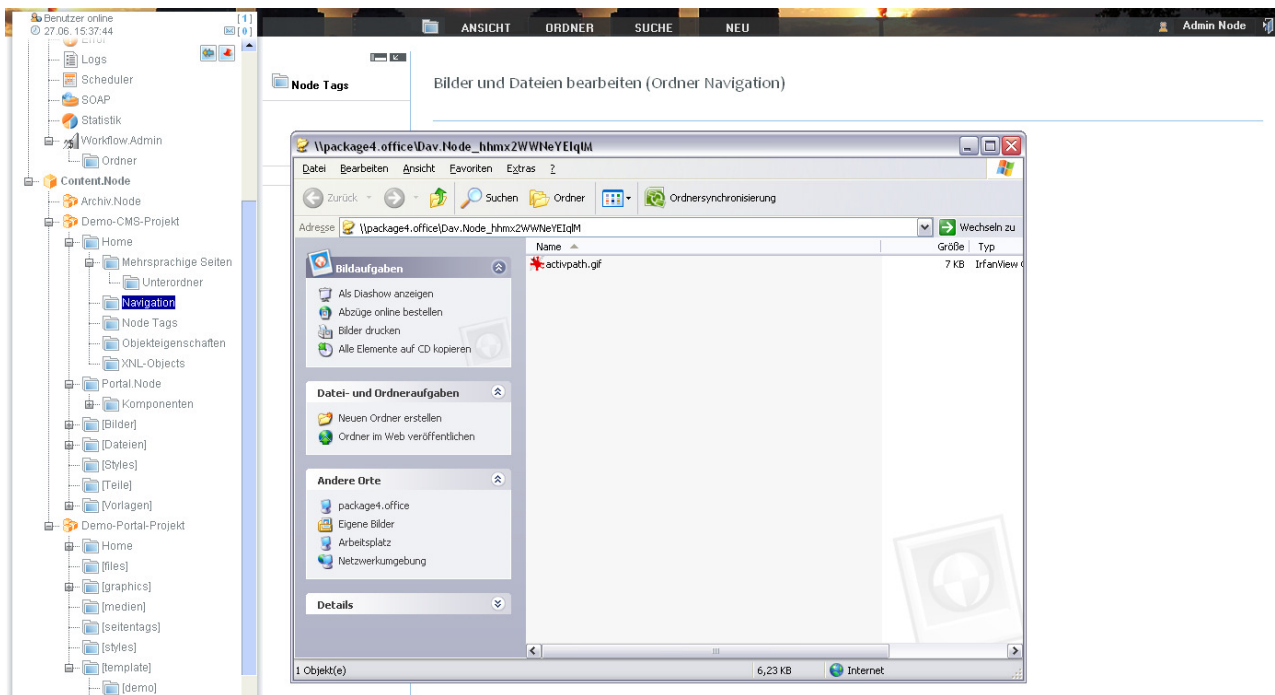 Benutzer online [1]
27.06. 15:37:44 [0]
Error
Logs
Scheduler
SOAP
Statistik
Workflow.Admin
Ordner
Content.Node
Archiv.Node
Demo-CMS-Projekt
Home
Mehrsprachige Seiten
Unterordner
Navigation
Node Tags
Objekteigenschaften
XNL-Objects
Portal.Node
Komponenten
[Bilder]
[Dateien]
[Styles]
[Teile]
[Vorlagen]
Demo-Portal-Projekt
Home
[files]
[graphics]
[medien]
[seitentags]
[styles]
[template]
[demo]
ANSICHT ORDNER SUCHE NEU Admin Node
Node Tags
Bilder und Dateien bearbeiten (Ordner Navigation)
\\package4.office\Dav.Node_hhmx2WWNeYEIqlM
Datei Bearbeiten Ansicht Favoriten Extras ?
Zurück Suchen Ordner Ordnersynchronisierung
Adresse \\package4.office\Dav.Node_hhmx2WWNeYEIqlM Wechseln zu
Bildaufgaben
Als Diashow anzeigen
Abzüge online bestellen
Bilder drucken
Alle Elemente auf CD kopieren
Datei- und Ordneraufgaben
Neuen Ordner erstellen
Ordner im Web veröffentlichen
Andere Orte
package4.office
Eigene Bilder
Arbeitsplatz
Netzwerkumgebung
Details
Name Größe Typ
activpath.gif 7 KB IrfanView
1 Objekt(e) 6,23 KB Internet